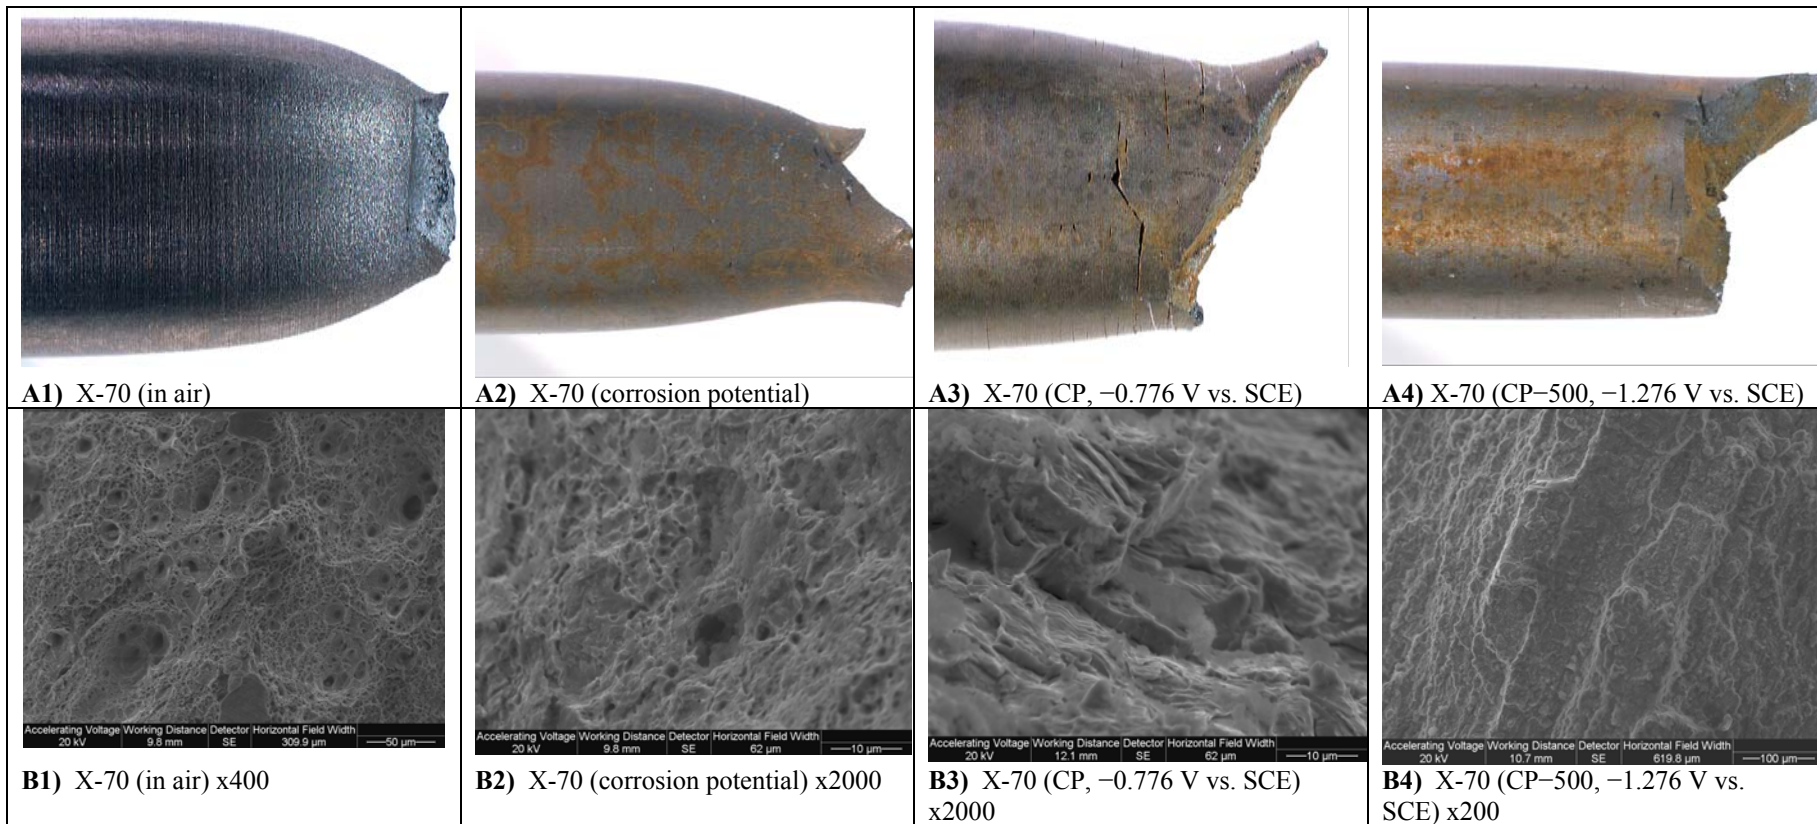 A1) X-70 (in air)
A2) X-70 (corrosion potential)
A3) X-70 (CP, −0.776 V vs. SCE)
A4) X-70 (CP−500, −1.276 V vs. SCE)
Accelerating Voltage Working Distance Detector Horizontal Field Width
20 kV 9.8 mm SE 309.9 µm 50 µm
B1) X-70 (in air) x400
Accelerating Voltage Working Distance Detector Horizontal Field Width
20 kV 9.8 mm SE 62 µm 10 µm
B2) X-70 (corrosion potential) x2000
Accelerating Voltage Working Distance Detector Horizontal Field Width
20 kV 12.1 mm SE 62 µm 10 µm
B3) X-70 (CP, −0.776 V vs. SCE)
x2000
Accelerating Voltage Working Distance Detector Horizontal Field Width
20 kV 10.7 mm SE 619.8 µm 100 µm
B4) X-70 (CP−500, −1.276 V vs.
SCE) x200